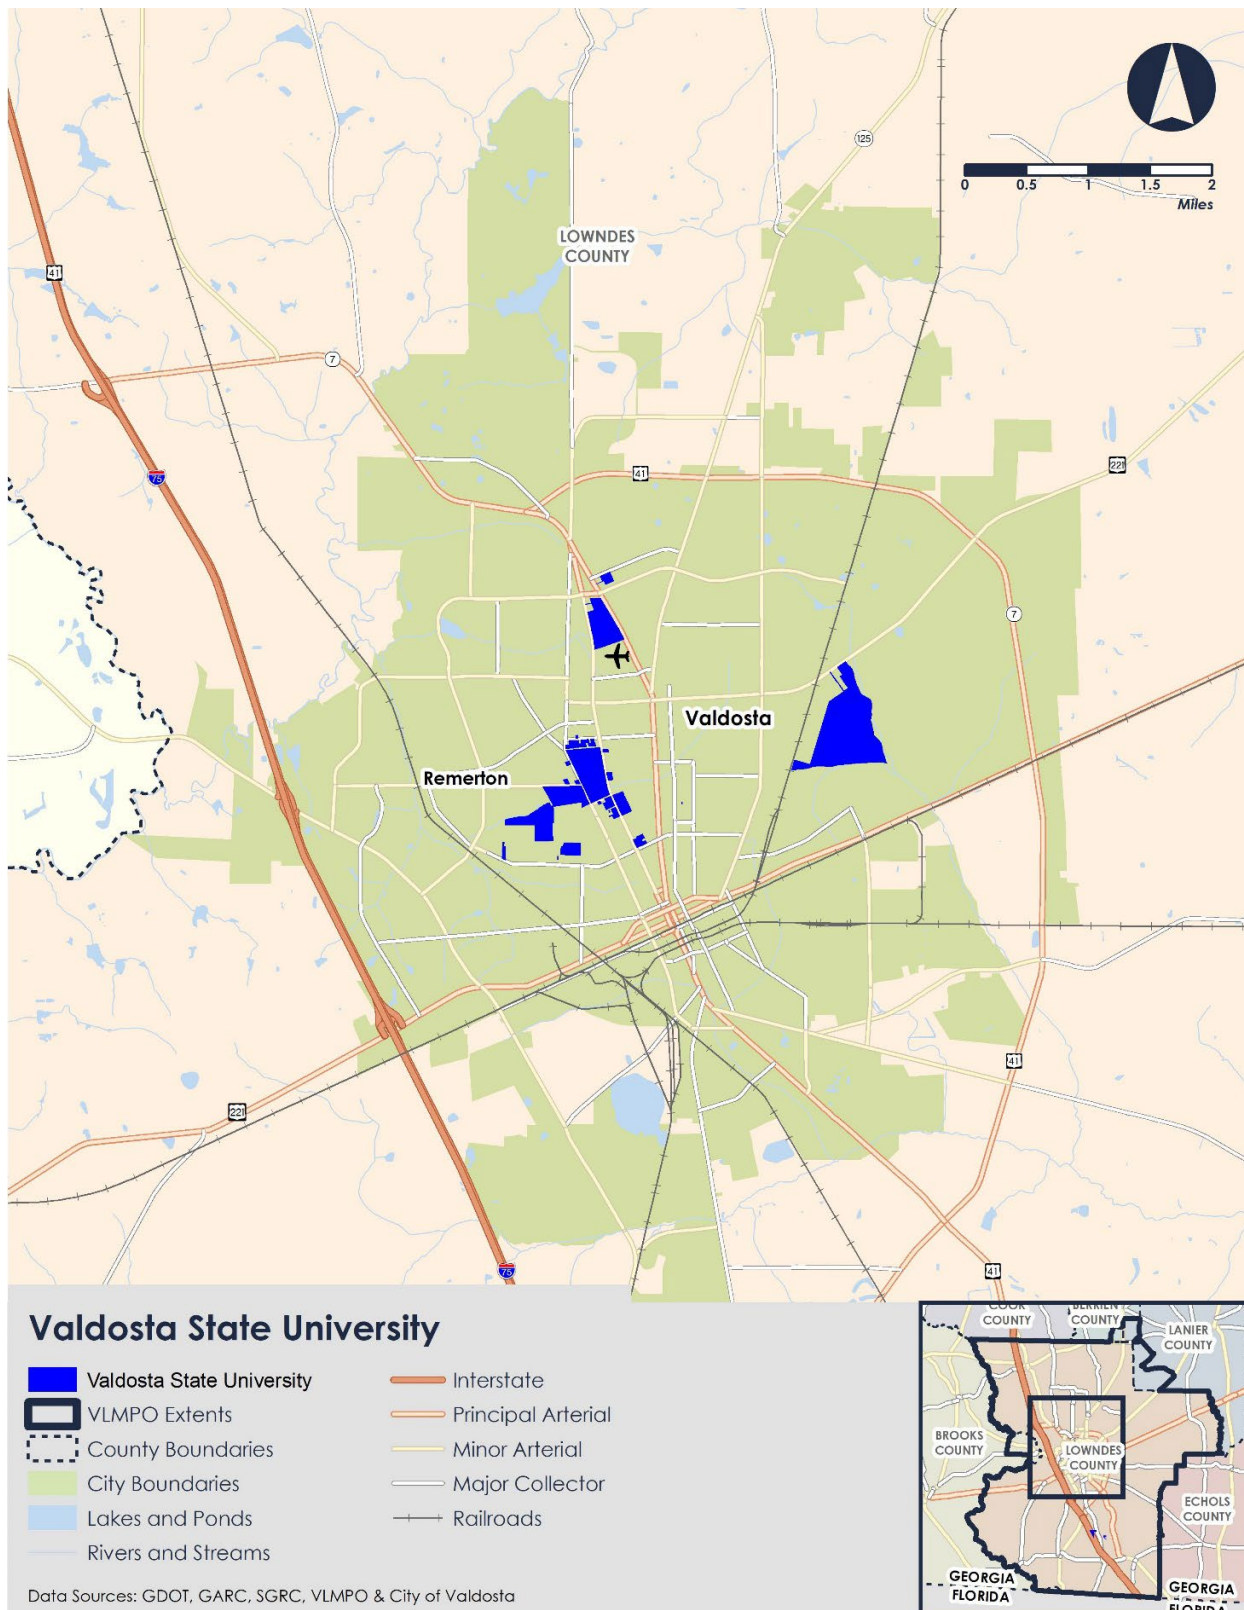 125
0 0.5 1 1.5 2
Miles
LOWNDES
COUNTY
41
7
41
221
75
7
Valdosta
Remerton
41
221
75
41
Valdosta State University
Valdosta State University
VLMPO Extents
County Boundaries
City Boundaries
Lakes and Ponds
Rivers and Streams
Interstate
Principal Arterial
Minor Arterial
Major Collector
Railroads
Data Sources: GDOT, GARC, SGRC, VLMPO & City of Valdosta
COOK
COUNTY
BERRIEN
COUNTY
LANIER
COUNTY
BROOKS
COUNTY
LOWNDES
COUNTY
ECHOLS
COUNTY
GEORGIA
FLORIDA
GEORGIA
FLORIDA